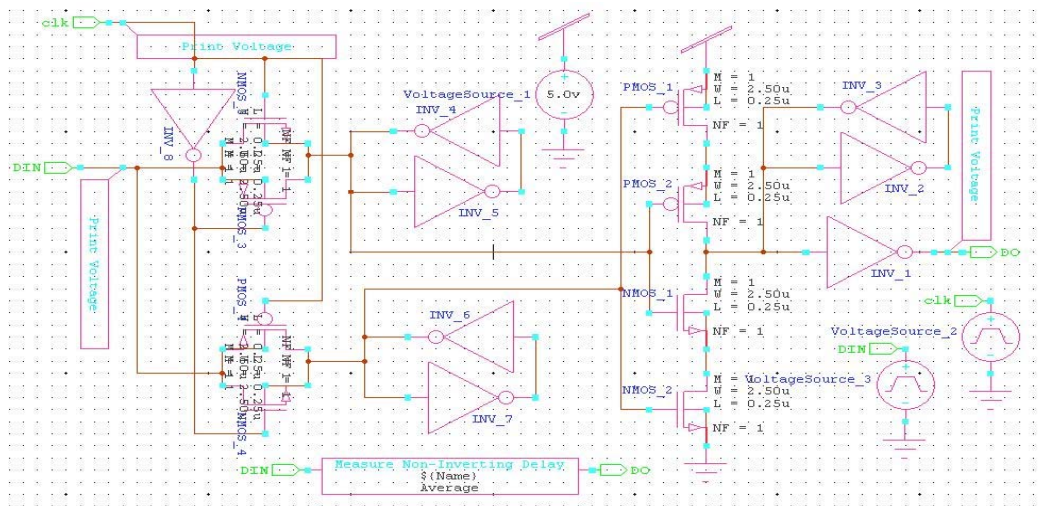 clk
Print Voltage
INV_8
DIN
Print Voltage
VoltageSource_1
5.0v
INV_4
INV_5
PMOS_1
M = 1
W = 2.50u
L = 0.25u
NF = 1
PMOS_2
M = 1
W = 2.50u
L = 0.25u
NF = 1
INV_3
INV_2
Print Voltage
INV_1
DO
NMOS_1
M = 1
W = 2.50u
L = 0.25u
NF = 1
INV_6
INV_7
NMOS_2
W = 2.50u
L = 0.25u
NF = 1
clk
VoltageSource_2
DIN
VoltageSource_3
DIN
Measure Non-Inverting Delay
${Name}
Average
DO